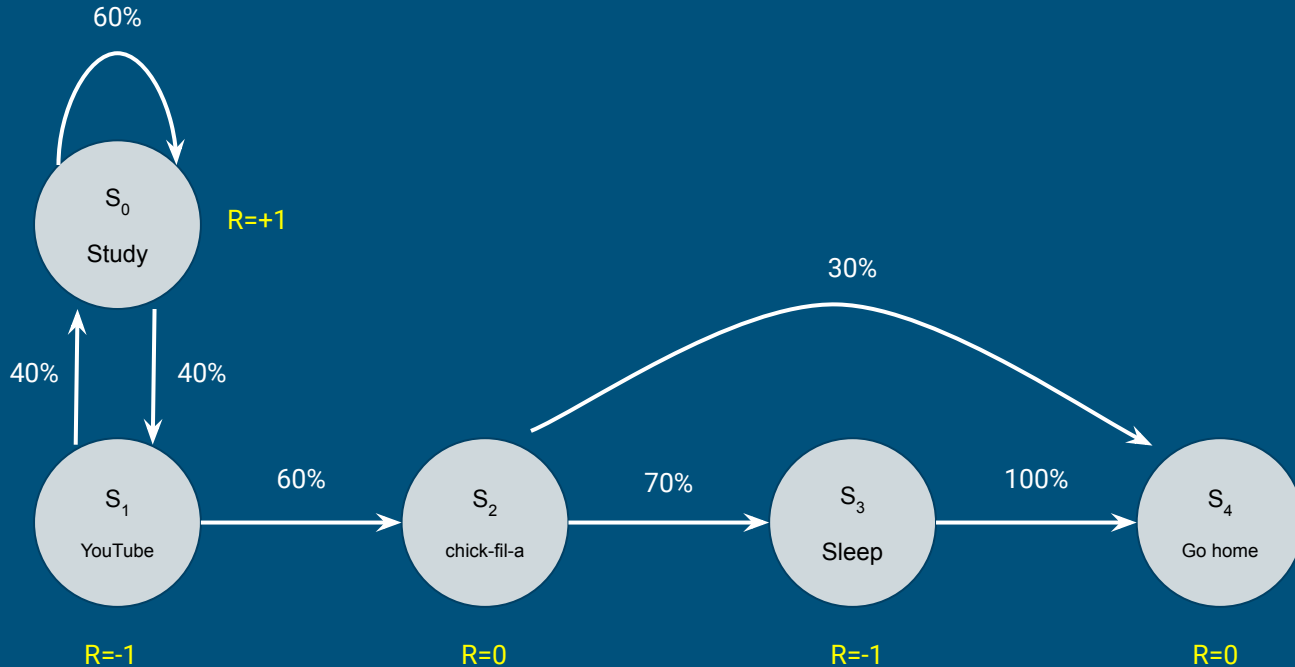 60%
S0
Study
R=+1
30%
40%
40%
60%
70%
100%
S1
YouTube
S2
chick-fil-a
S3
Sleep
S4
Go home
R=-1
R=0
R=-1
R=0